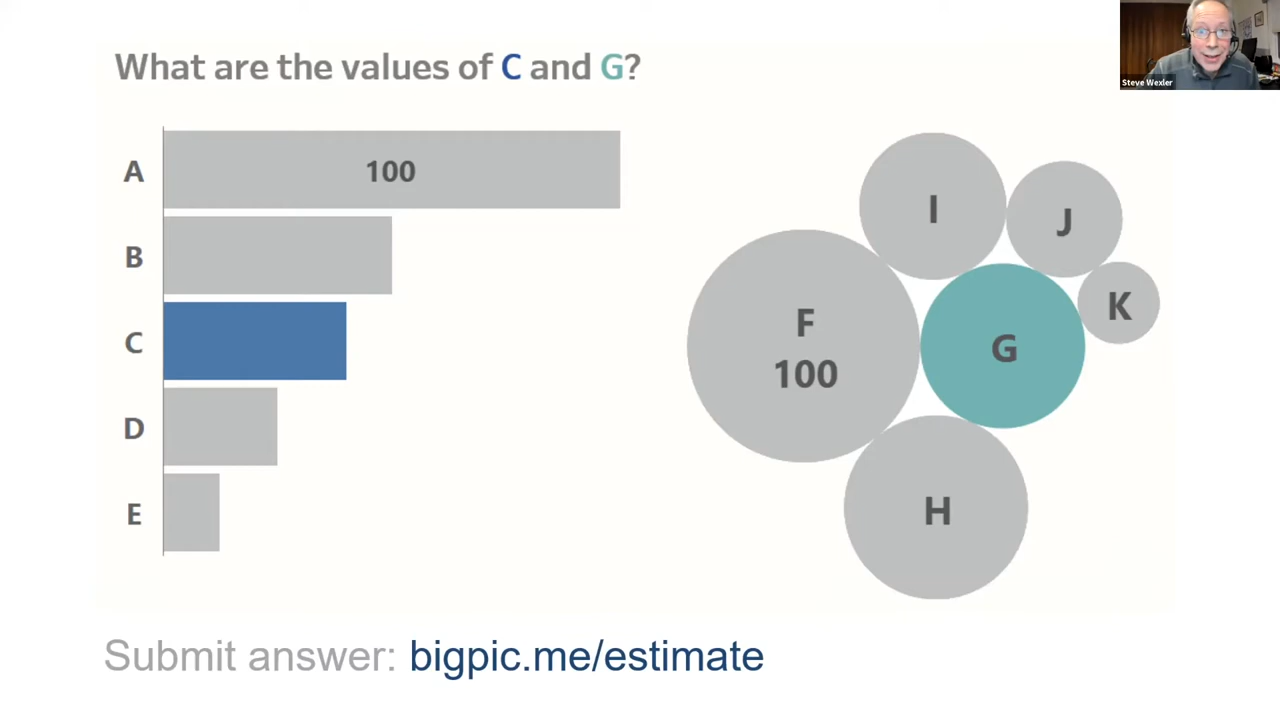 What are the values of C and G?
Steve Wexler
A
100
B
C
D
E
I
J
K
F
100
G
H
Submit answer: bigpic.me/estimate